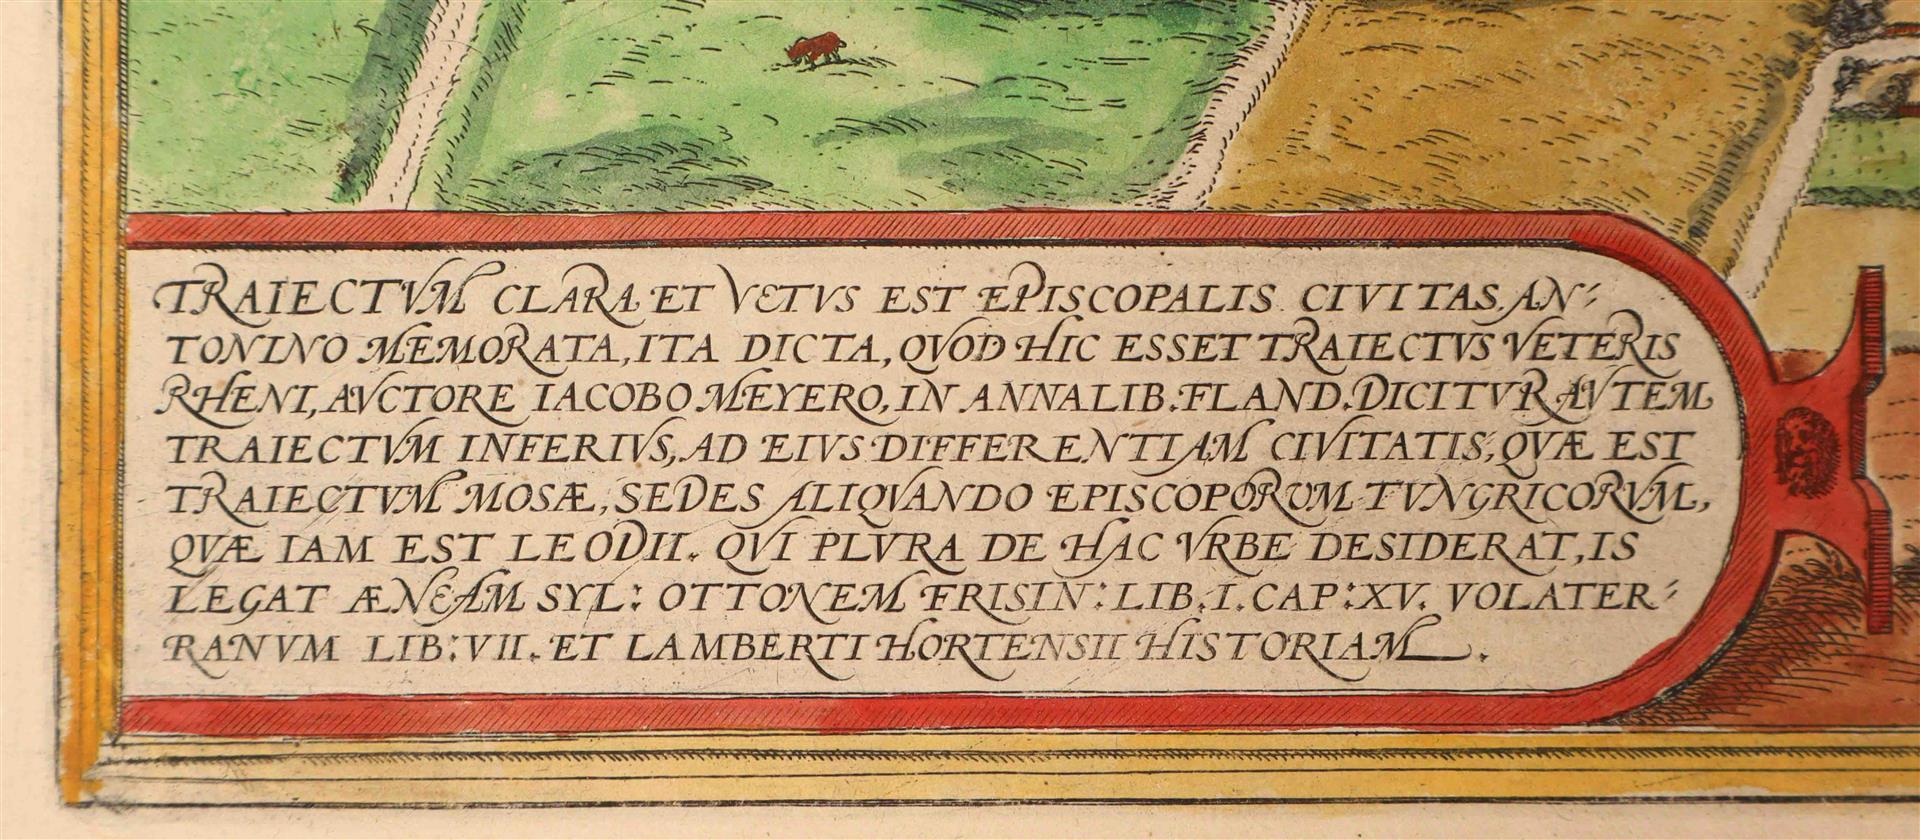 TRAIECTVM CLARA ET VETVS EST EPISCOPALIS CIVITAS, AN-
TONINO MEMORATA, ITA DICTA, QVOD HIC ESSET TRAIECTVS VETERIS
RHENI, AVCTORE IACOBO MEYERO, IN ANNALIB. FLAND. DICITVR AVTEM
TRAIECTVM INFERIVS, AD EIVS DIFFERENTIAM CIVITATIS, QVÆ EST
TRAIECTVM MOSÆ, SEDES ALIQVANDO EPISCOPORUM TVNGRICORVM,
QVÆ IAM EST LEODII. QVI PLVRA DE HAC VRBE DESIDERAT, IS
LEGAT ÆNEAM SYL: OTTONEM FRISIN: LIB. I. CAP: XV. VOLATER-
RANVM LIB: VII. ET LAMBERTI HORTENSII HISTORIAM.